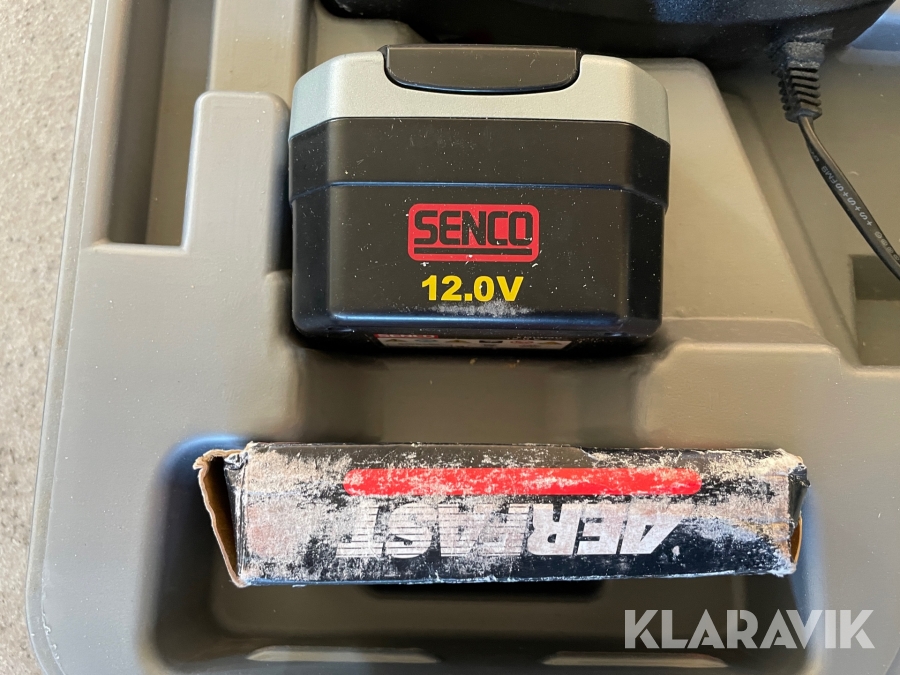 SENCO
12.0V
AERFAST
KLARAVIK